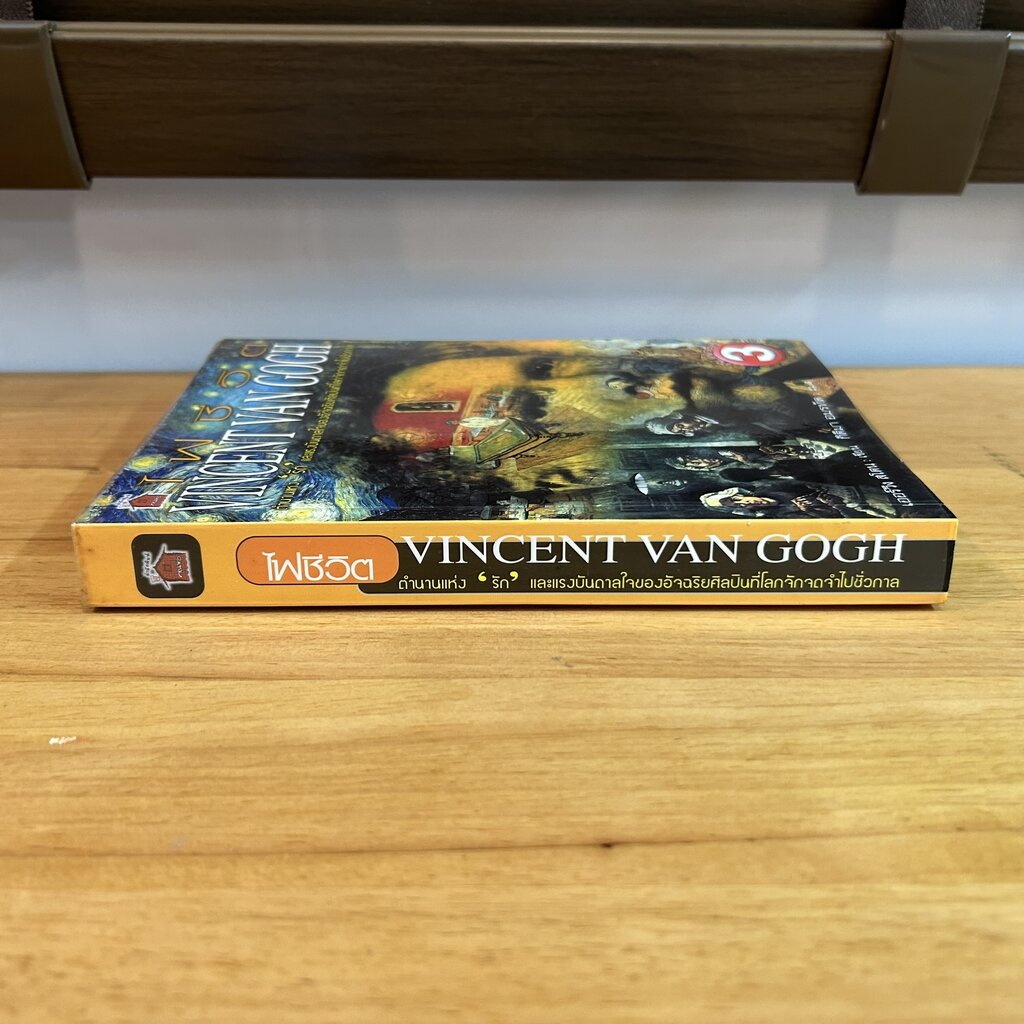 ไฟชีวิต
VINCENT VAN GOGH
3
ไฟชีวิต VINCENT VAN GOGH
ตำนานแห่ง ‘รัก’ และแรงบันดาลใจของอัจฉริยศิลปินที่โลกจักจดจำไปชั่วกาล